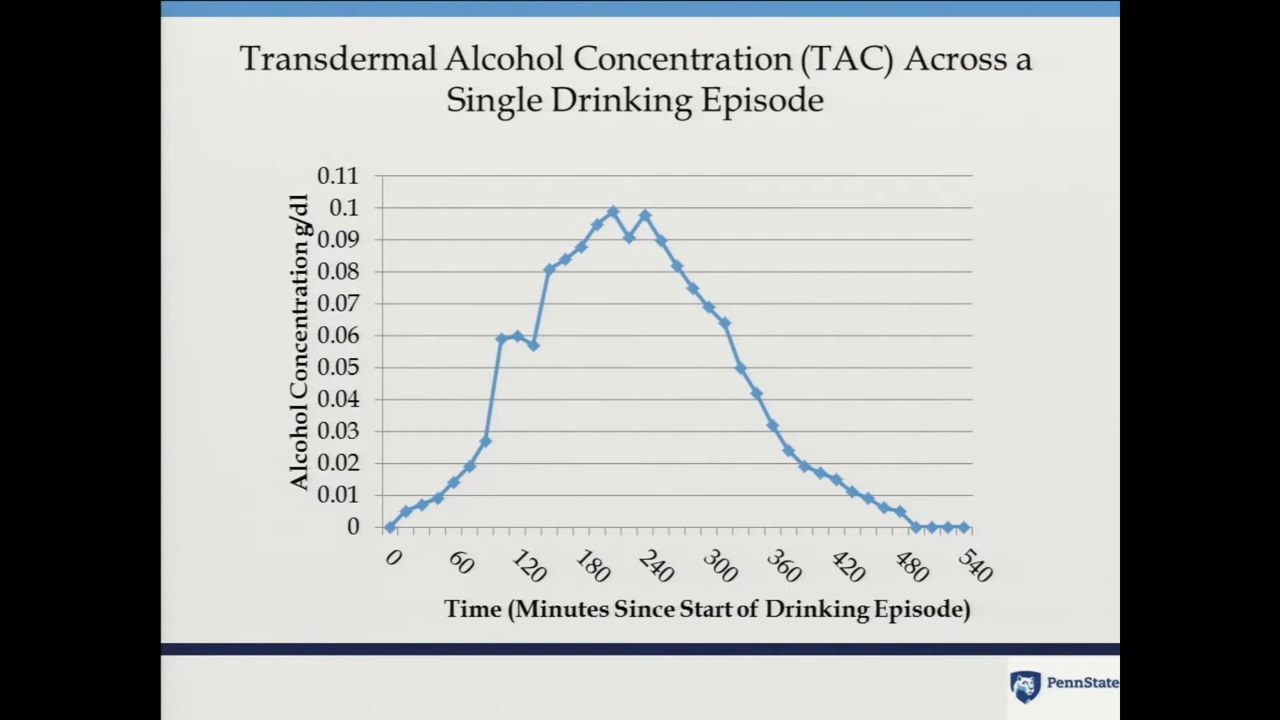 Transdermal Alcohol Concentration (TAC) Across a
Single Drinking Episode
Alcohol Concentration g/dl
0.11
0.1
0.09
0.08
0.07
0.06
0.05
0.04
0.03
0.02
0.01
0
0 60 120 180 240 300 360 420 480 540
Time (Minutes Since Start of Drinking Episode)
PennState